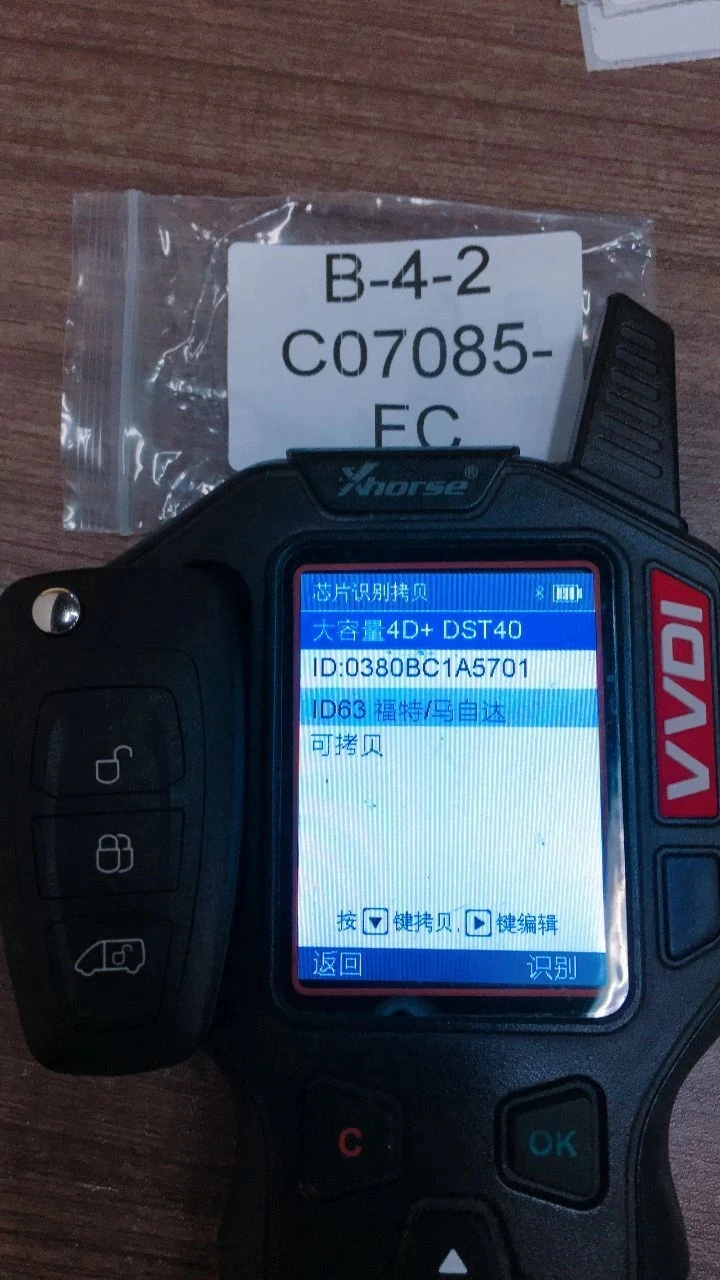 B-4-2
C07085-
FC
Xhorse®
芯片识别拷贝
大容量4D+ DST40
ID:0380BC1A5701
ID63 福特/马自达
可拷贝
按▼键拷贝,▶键编辑
返回 识别
VVDI
C OK